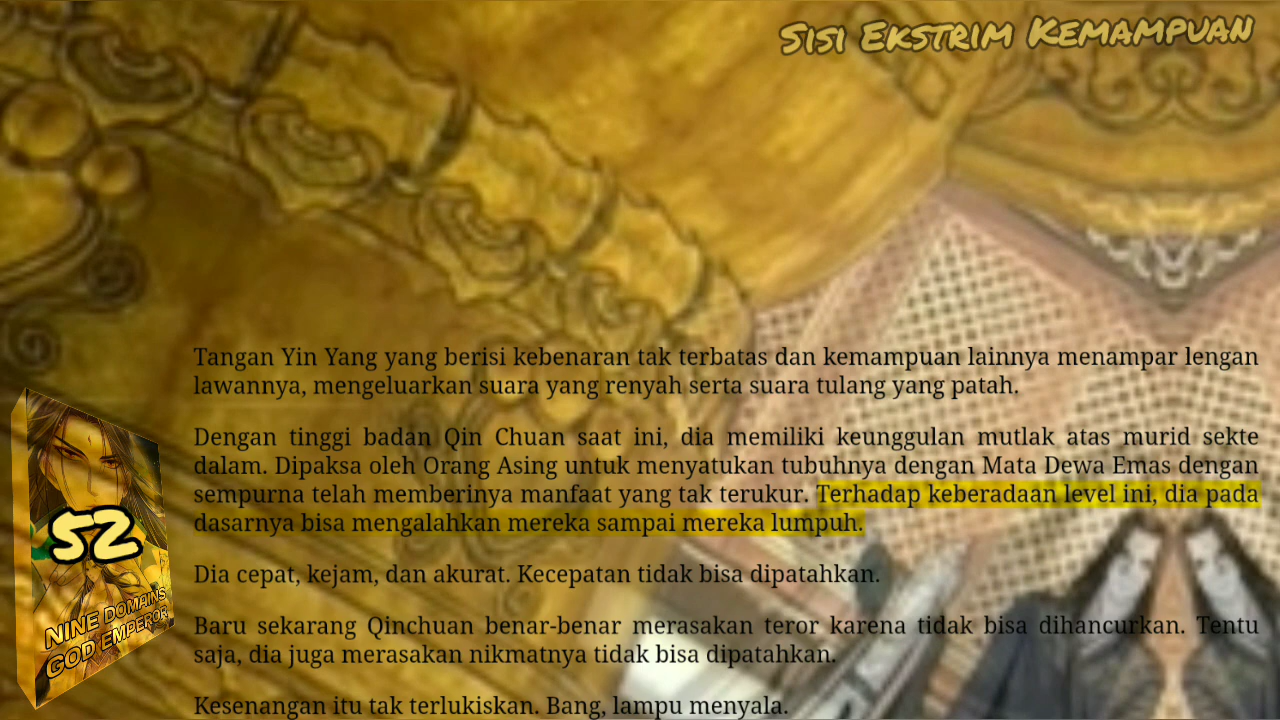 Sisi Ekstrim Kemampuan
Tangan Yin Yang yang berisi kebenaran tak terbatas dan kemampuan lainnya menampar lengan
lawannya, mengeluarkan suara yang renyah serta suara tulang yang patah.
Dengan tinggi badan Qin Chuan saat ini, dia memiliki keunggulan mutlak atas murid sekte
dalam. Dipaksa oleh Orang Asing untuk menyatukan tubuhnya dengan Mata Dewa Emas dengan
sempurna telah memberinya manfaat yang tak terukur. Terhadap keberadaan level ini, dia pada
dasarnya bisa mengalahkan mereka sampai mereka lumpuh.
Dia cepat, kejam, dan akurat. Kecepatan tidak bisa dipatahkan.
Baru sekarang Qinchuan benar-benar merasakan teror karena tidak bisa dihancurkan. Tentu
saja, dia juga merasakan nikmatnya tidak bisa dipatahkan.
Kesenangan itu tak terlukiskan. Bang, lampu menyala.
52
NINE DOMAINS
GOD EMPEROR